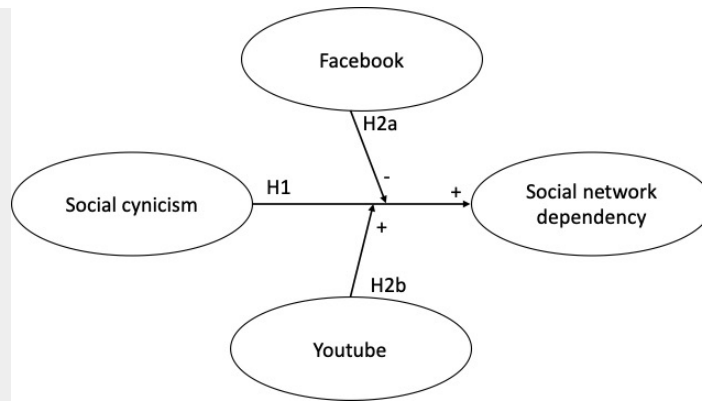 Facebook
H2a
-
H1
+
Social cynicism
Social network
dependency
+
H2b
Youtube